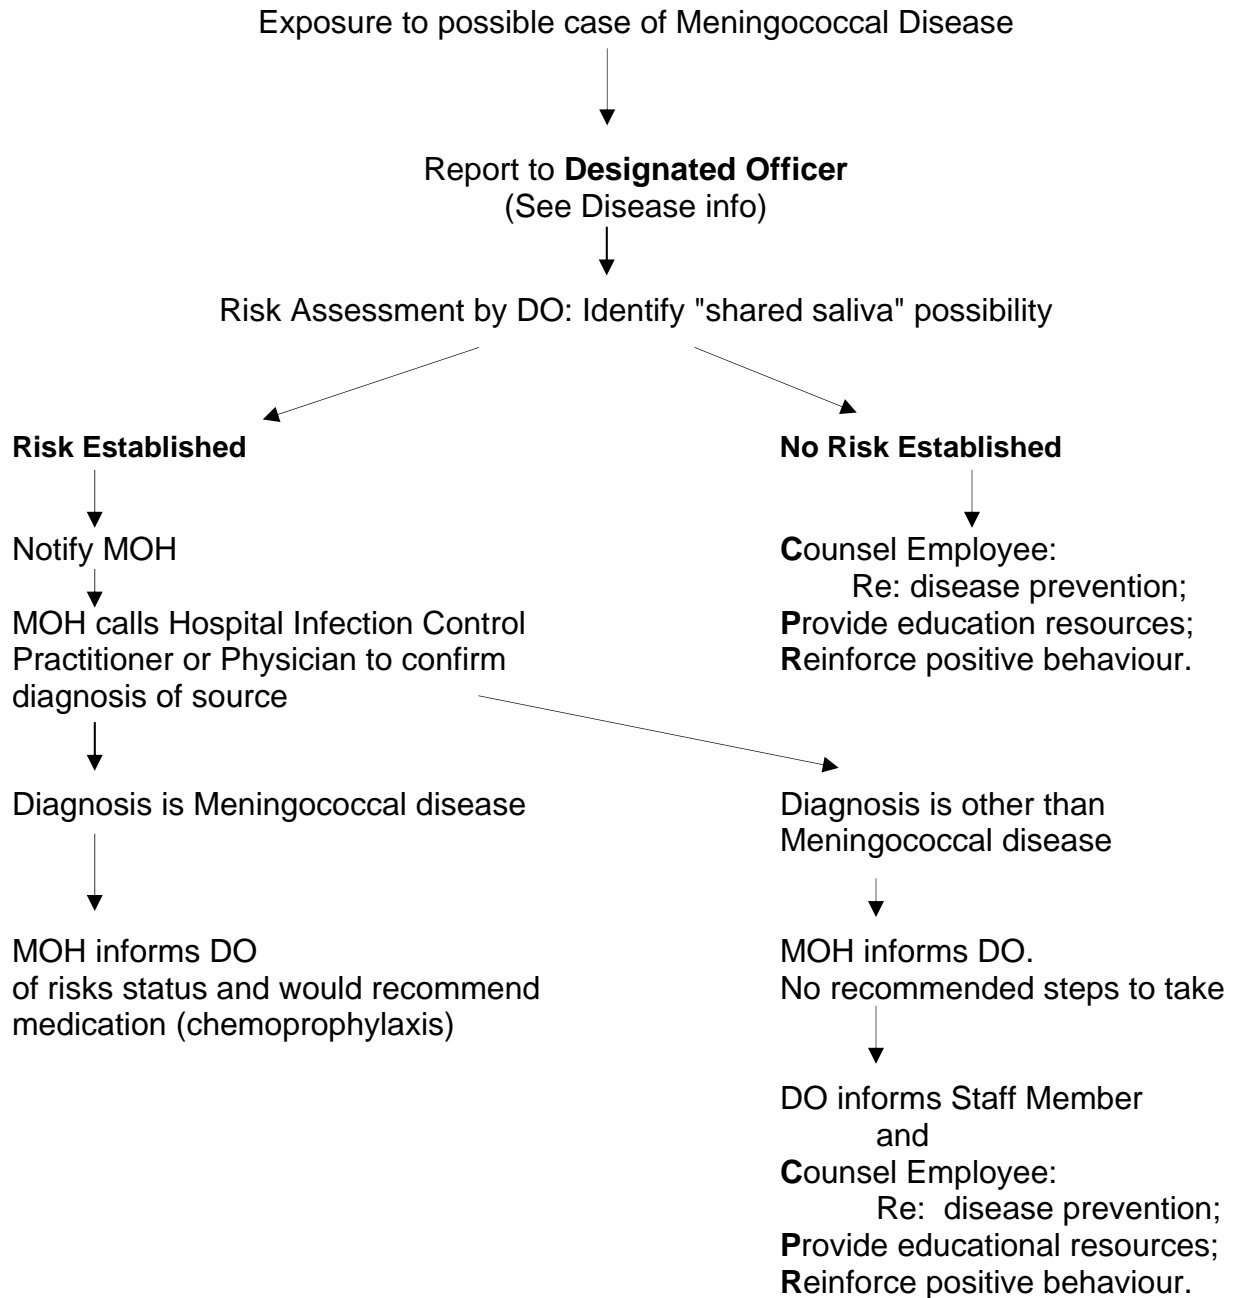 Exposure to possible case of Meningococcal Disease
Report to Designated Officer
(See Disease info)
Risk Assessment by DO: Identify "shared saliva" possibility
Risk Established
No Risk Established
Notify MOH
MOH calls Hospital Infection Control
Practitioner or Physician to confirm
diagnosis of source
Counsel Employee:
Re: disease prevention;
Provide education resources;
Reinforce positive behaviour.
Diagnosis is Meningococcal disease
Diagnosis is other than
Meningococcal disease
MOH informs DO
of risks status and would recommend
medication (chemoprophylaxis)
MOH informs DO.
No recommended steps to take
DO informs Staff Member
and
Counsel Employee:
Re: disease prevention;
Provide educational resources;
Reinforce positive behaviour.